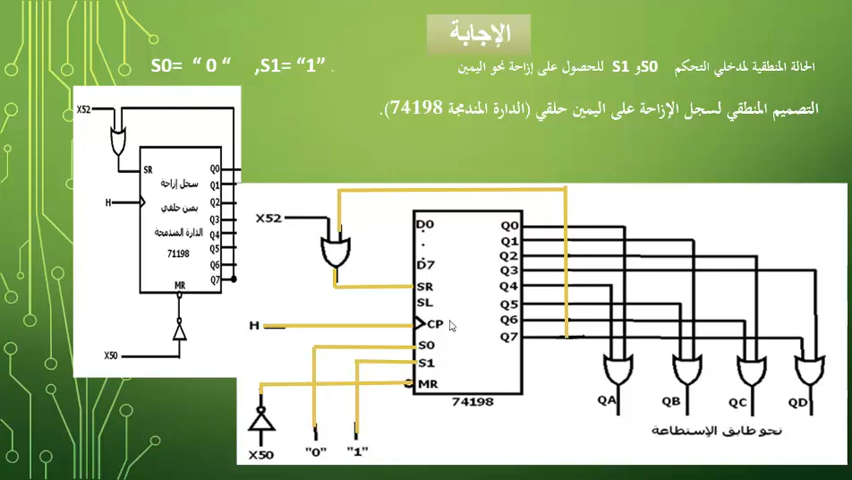 الإجابة
الحالة المنطقية لمدخلي التحكم S0 و S1 للحصول على إزاحة نحو اليمين
S0= “ 0 “ ,S1= “1” .
التصميم المنطقي لسجل الإزاحة على اليمين حلقي (الدارة المندمجة 74198).
X52
SR
H
سجل إزاحة
يمين حلقي
الدارة المندمجة
71198
MR
Q0
Q1
Q2
Q3
Q4
Q5
Q6
Q7
X50
X52
H
D0
.
.
D7
SR
SL
CP
S0
S1
MR
Q0
Q1
Q2
Q3
Q4
Q5
Q6
Q7
74198
X50
"0"
"1"
QA
QB
QC
QD
نحو طابق الإستطاعة